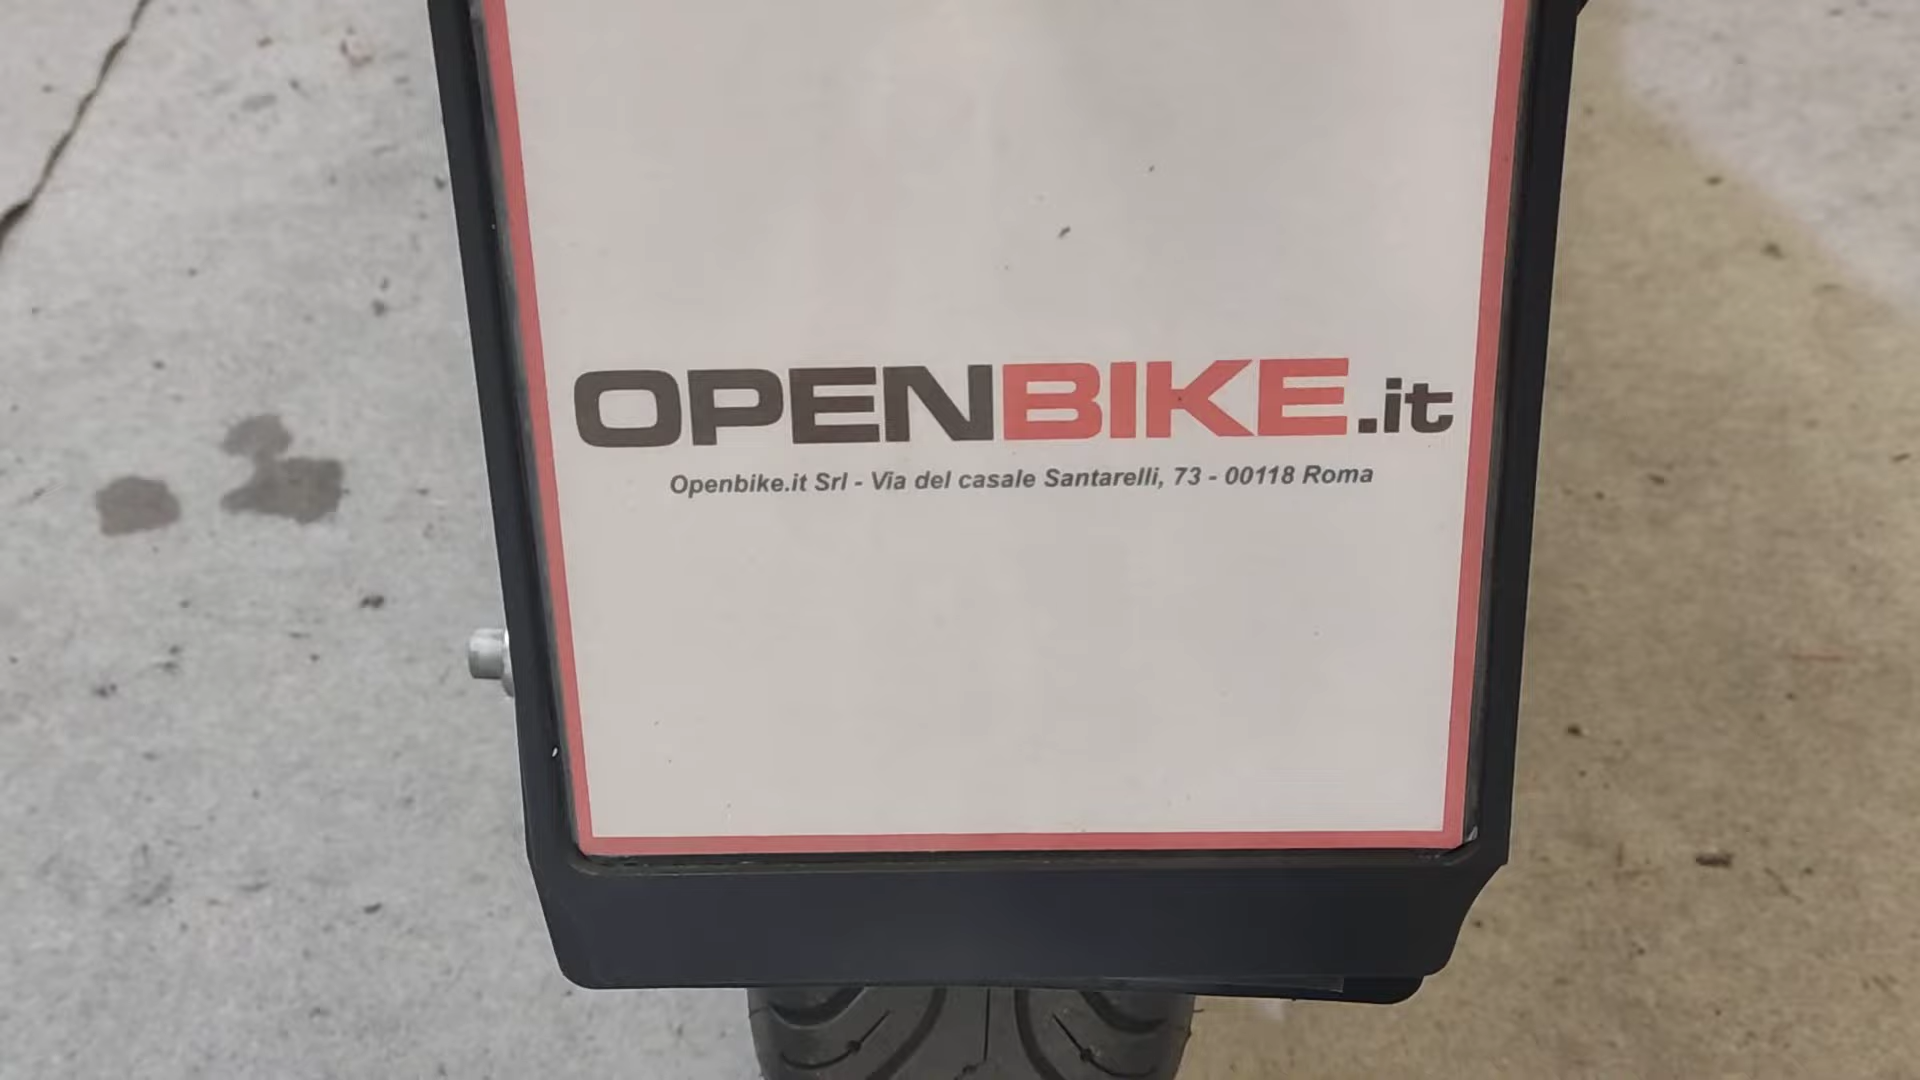 OPENBIKE.it
Openbike.it Srl - Via del casale Santarelli, 73 - 00118 Roma